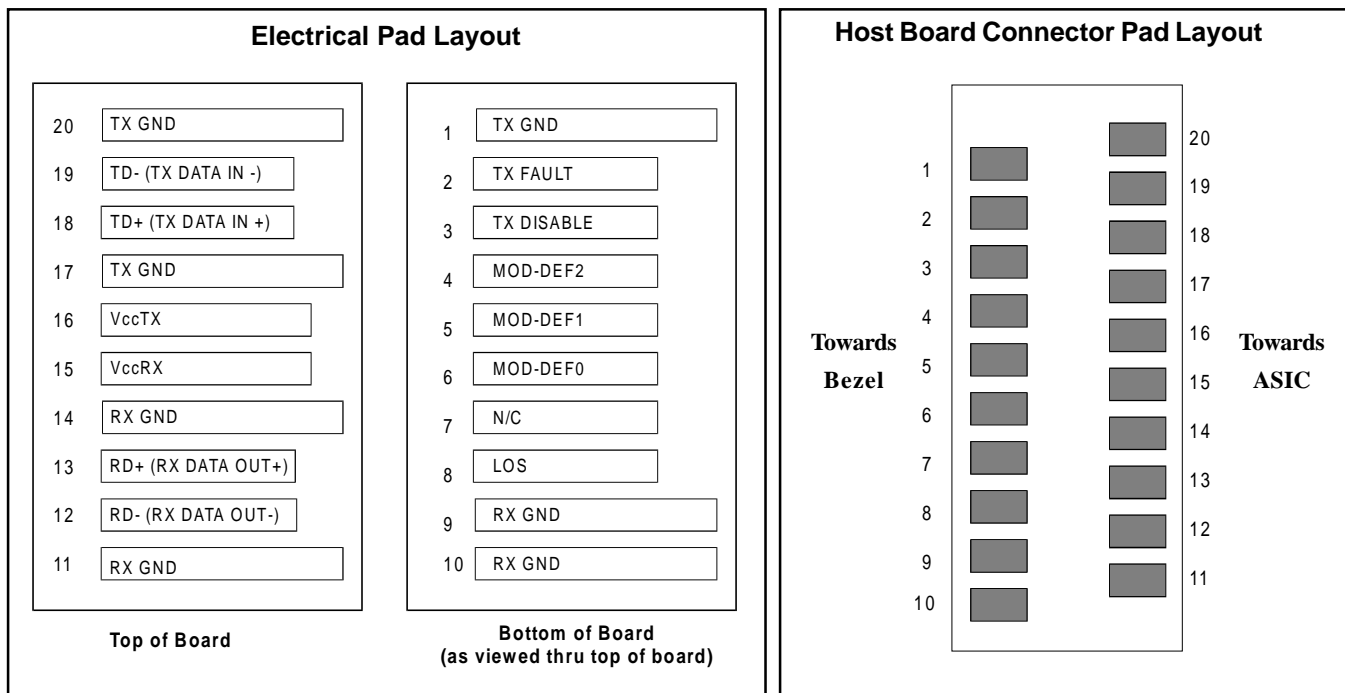 Electrical Pad Layout
20 TX GND
19 TD- (TX DATA IN -)
18 TD+ (TX DATA IN +)
17 TX GND
16 VccTX
15 VccRX
14 RX GND
13 RD+ (RX DATA OUT+)
12 RD- (RX DATA OUT-)
11 RX GND
Top of Board
1 TX GND
2 TX FAULT
3 TX DISABLE
4 MOD-DEF2
5 MOD-DEF1
6 MOD-DEF0
7 N/C
8 LOS
9 RX GND
10 RX GND
Bottom of Board
(as viewed thru top of board)
Host Board Connector Pad Layout
Towards
Bezel
1
2
3
4
5
6
7
8
9
10
20
19
18
17
16
15
14
13
12
11
Towards
ASIC